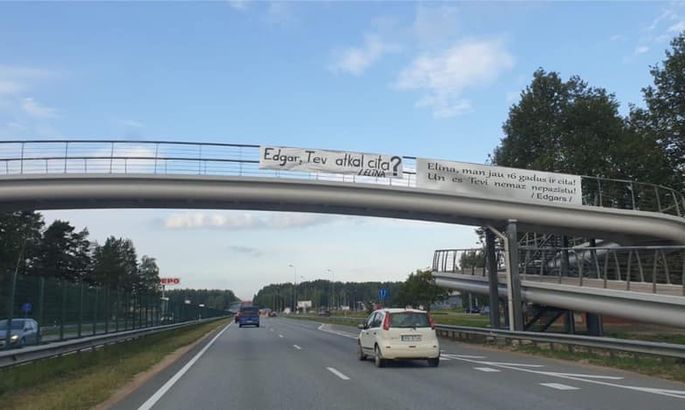 Edgar, Tev atkal cita?
/ELINA
Elina, man jau 16 gadus ir cita!
Un es Tevi nemaz nepazīstu!
/Edgars/